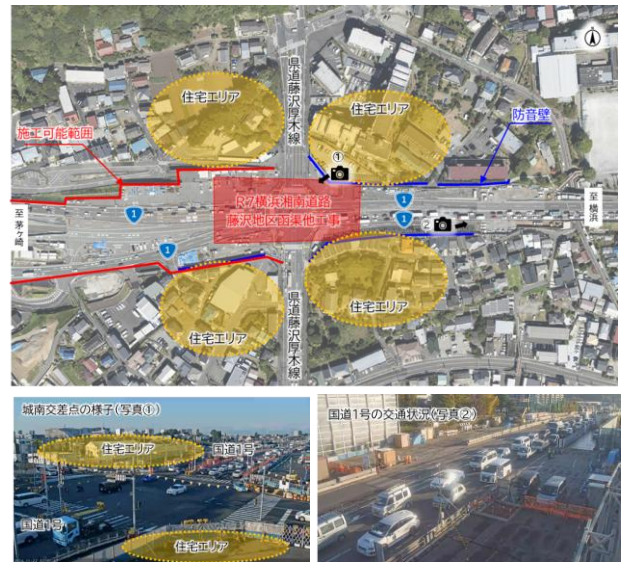 県道藤沢厚木線
住宅エリア
住宅エリア
防音壁
施工可能範囲
①
R7横浜湘南道路
藤沢地区函渠他工事
至茅ヶ崎
至横浜
1
1
1
1
②
住宅エリア
住宅エリア
県道藤沢厚木線
城南交差点の様子(写真①)
住宅エリア
国道1号
国道1号
住宅エリア
国道1号の交通状況(写真②)